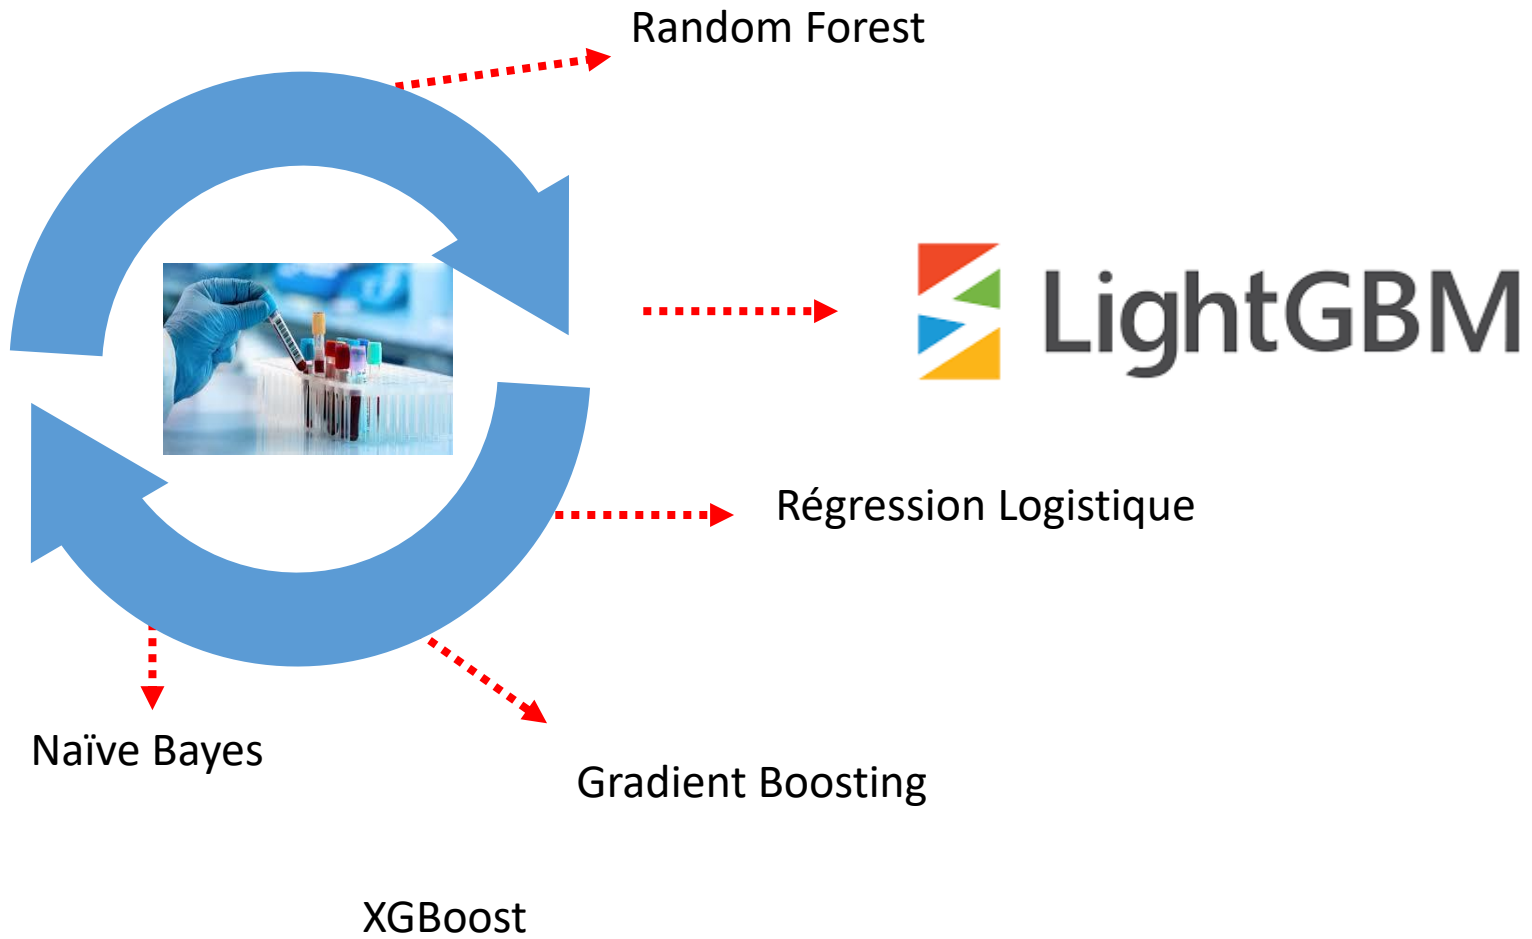 Random Forest
LightGBM
Régression Logistique
Naïve Bayes
Gradient Boosting
XGBoost